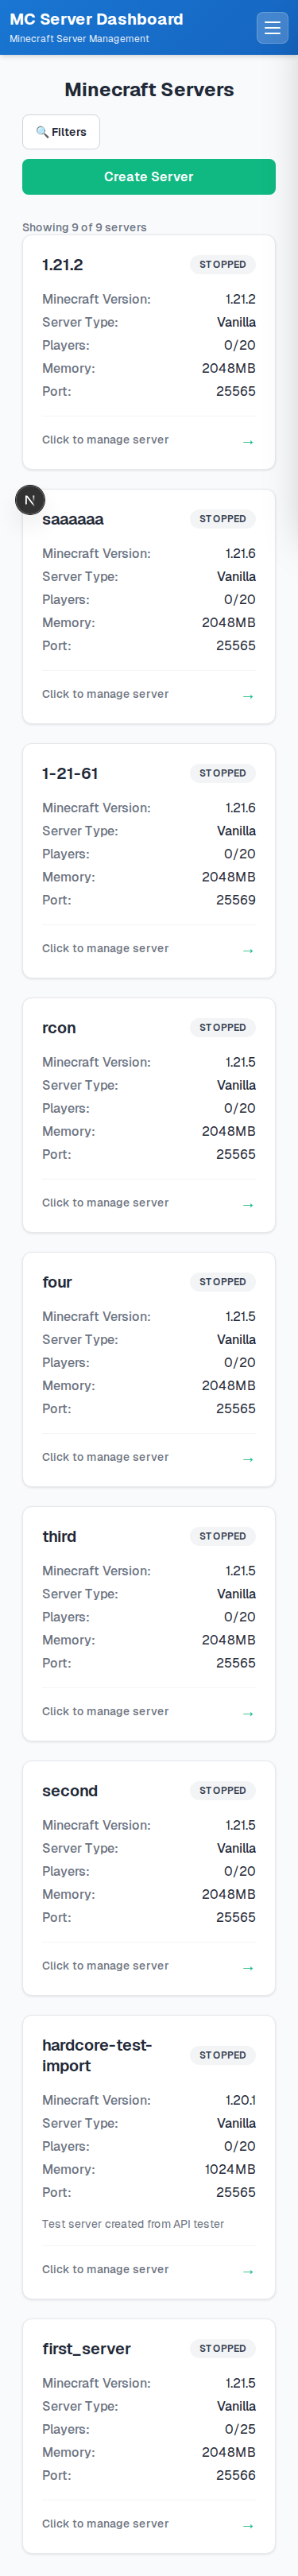 MC Server Dashboard
Minecraft Server Management
Minecraft Servers
🔍 Filters
Create Server
Showing 9 of 9 servers
1.21.2 STOPPED
Minecraft Version: 1.21.2
Server Type: Vanilla
Players: 0/20
Memory: 2048MB
Port: 25565
Click to manage server →
N
saaaaaa STOPPED
Minecraft Version: 1.21.6
Server Type: Vanilla
Players: 0/20
Memory: 2048MB
Port: 25565
Click to manage server →
1-21-61 STOPPED
Minecraft Version: 1.21.6
Server Type: Vanilla
Players: 0/20
Memory: 2048MB
Port: 25569
Click to manage server →
rcon STOPPED
Minecraft Version: 1.21.5
Server Type: Vanilla
Players: 0/20
Memory: 2048MB
Port: 25565
Click to manage server →
four STOPPED
Minecraft Version: 1.21.5
Server Type: Vanilla
Players: 0/20
Memory: 2048MB
Port: 25565
Click to manage server →
third STOPPED
Minecraft Version: 1.21.5
Server Type: Vanilla
Players: 0/20
Memory: 2048MB
Port: 25565
Click to manage server →
second STOPPED
Minecraft Version: 1.21.5
Server Type: Vanilla
Players: 0/20
Memory: 2048MB
Port: 25565
Click to manage server →
hardcore-test-
import STOPPED
Minecraft Version: 1.20.1
Server Type: Vanilla
Players: 0/20
Memory: 1024MB
Port: 25565
Test server created from API tester
Click to manage server →
first_server STOPPED
Minecraft Version: 1.21.5
Server Type: Vanilla
Players: 0/25
Memory: 2048MB
Port: 25566
Click to manage server →